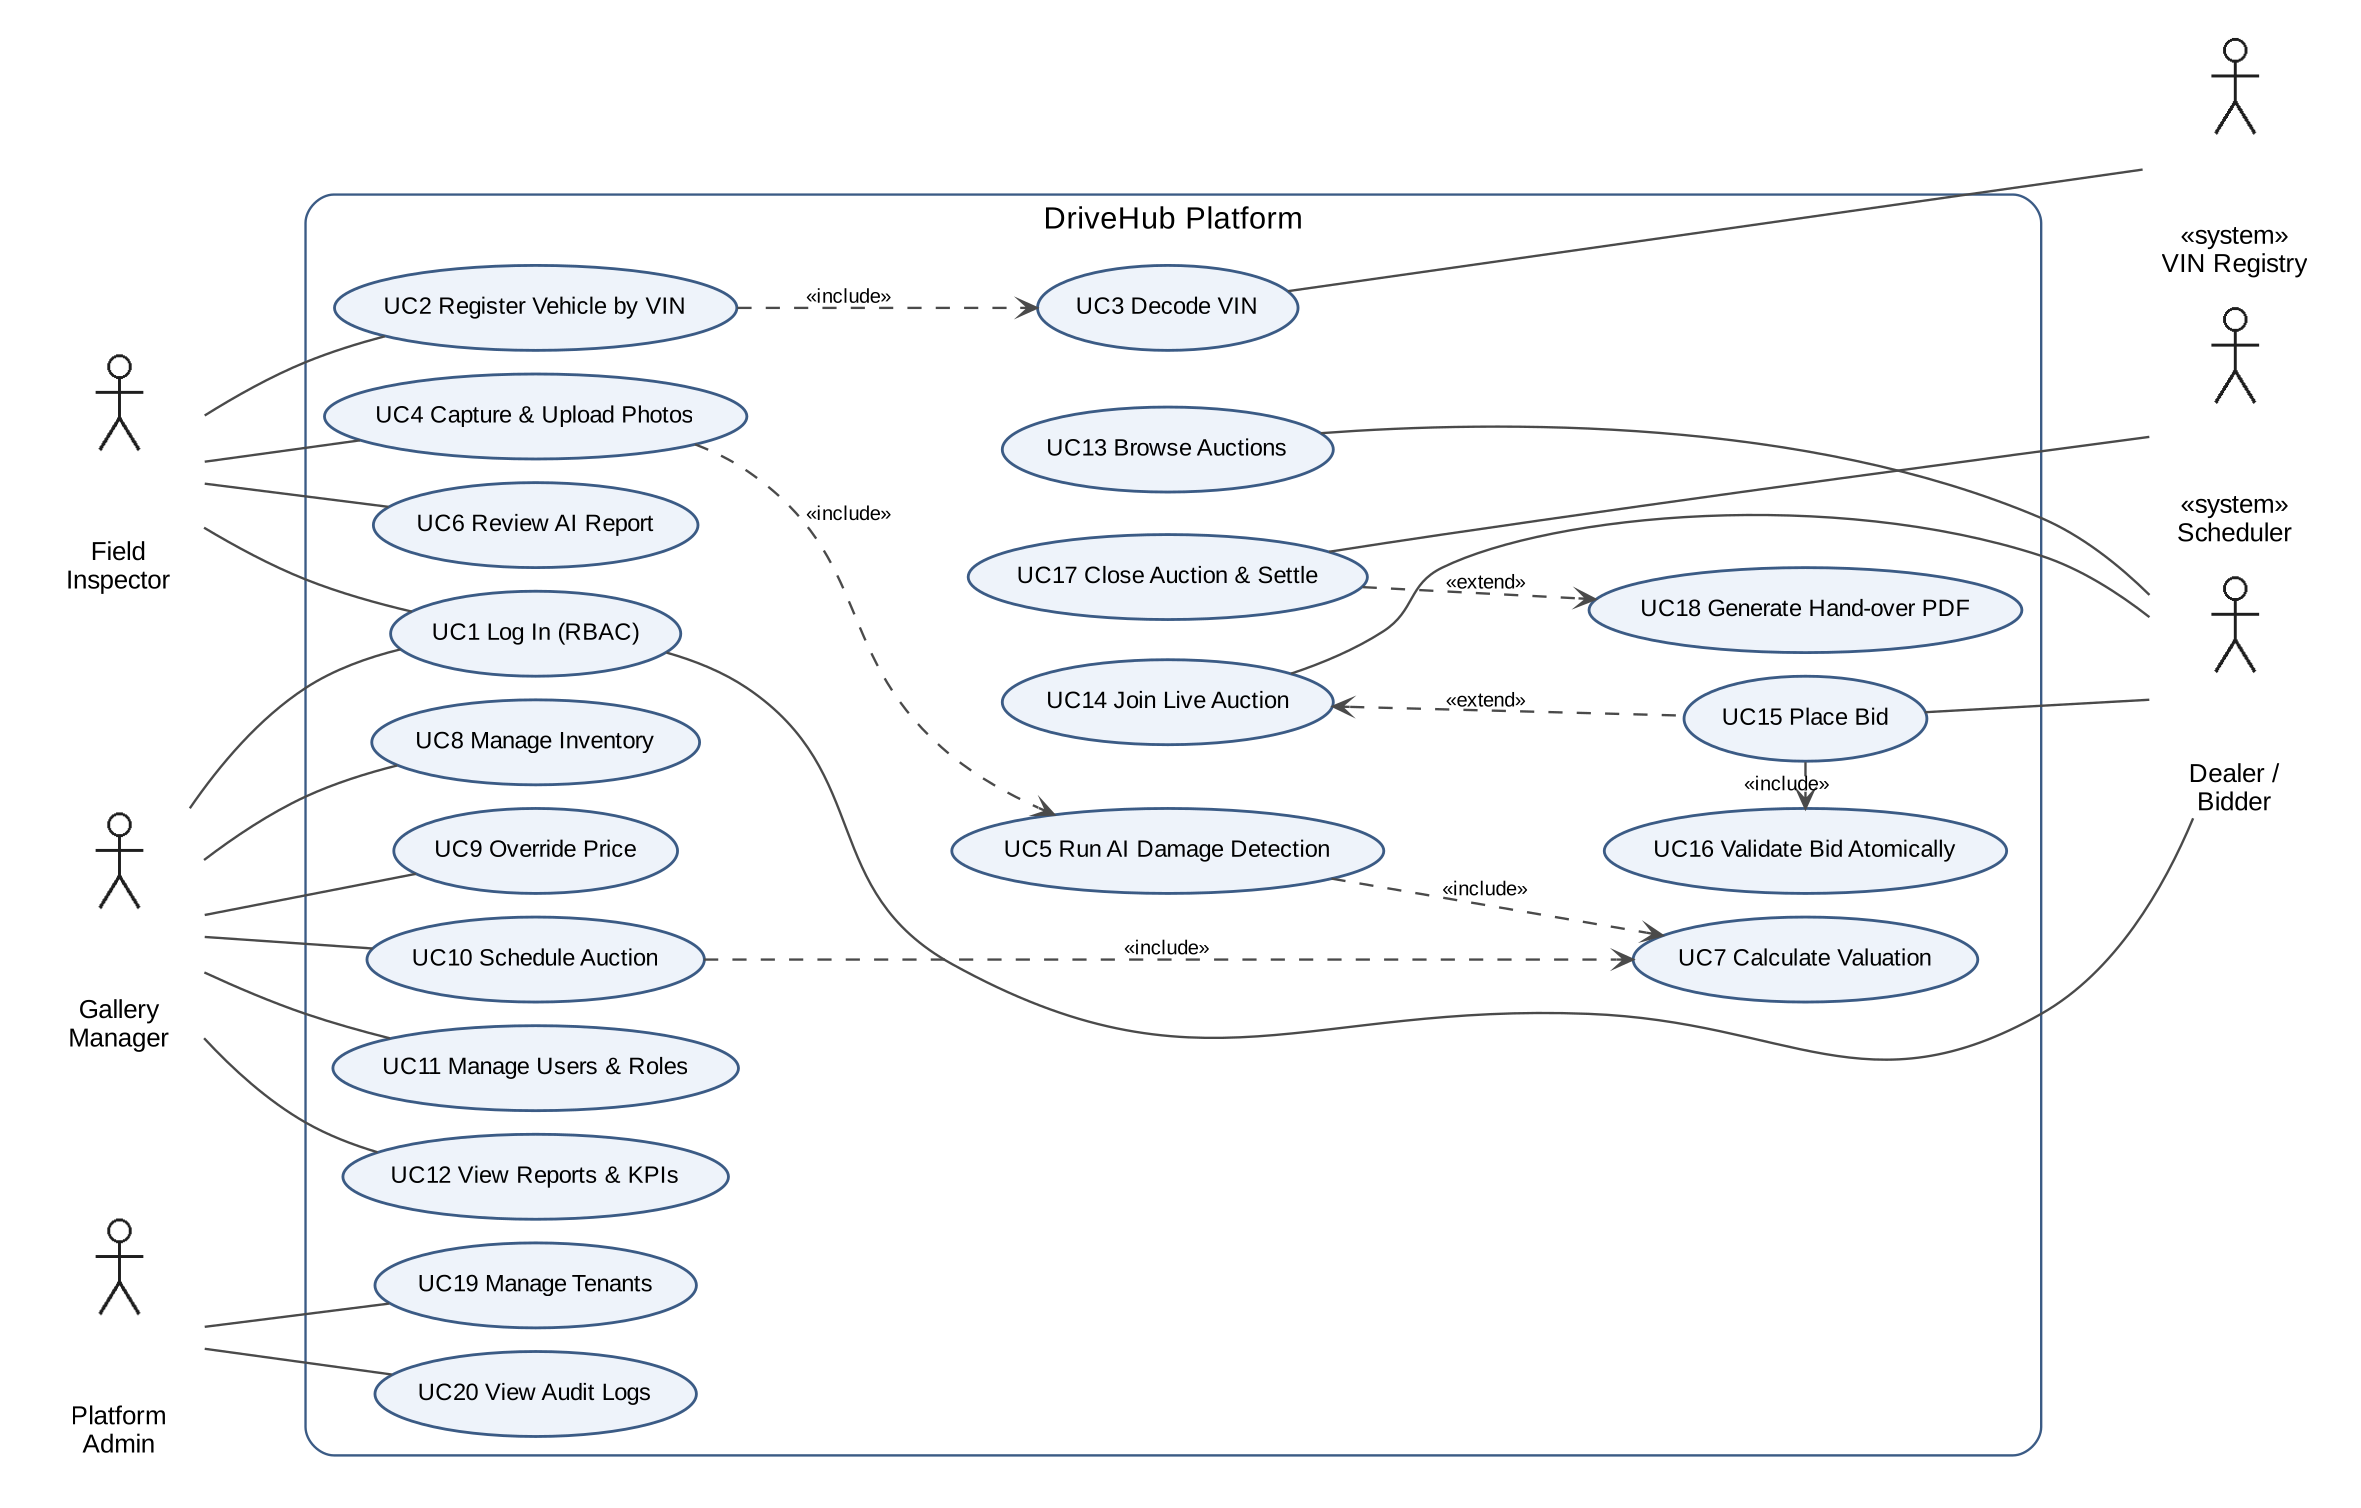 DriveHub Platform
«system»
VIN Registry
UC2 Register Vehicle by VIN
«include»
UC3 Decode VIN
UC4 Capture & Upload Photos
UC13 Browse Auctions
«include»
UC6 Review AI Report
«system»
Scheduler
Field
Inspector
UC17 Close Auction & Settle
«extend»
UC18 Generate Hand-over PDF
UC1 Log In (RBAC)
UC14 Join Live Auction
«extend»
UC15 Place Bid
UC8 Manage Inventory
«include»
Dealer /
Bidder
UC9 Override Price
UC5 Run AI Damage Detection
UC16 Validate Bid Atomically
«include»
UC10 Schedule Auction
«include»
UC7 Calculate Valuation
Gallery
Manager
UC11 Manage Users & Roles
UC12 View Reports & KPIs
UC19 Manage Tenants
UC20 View Audit Logs
Platform
Admin